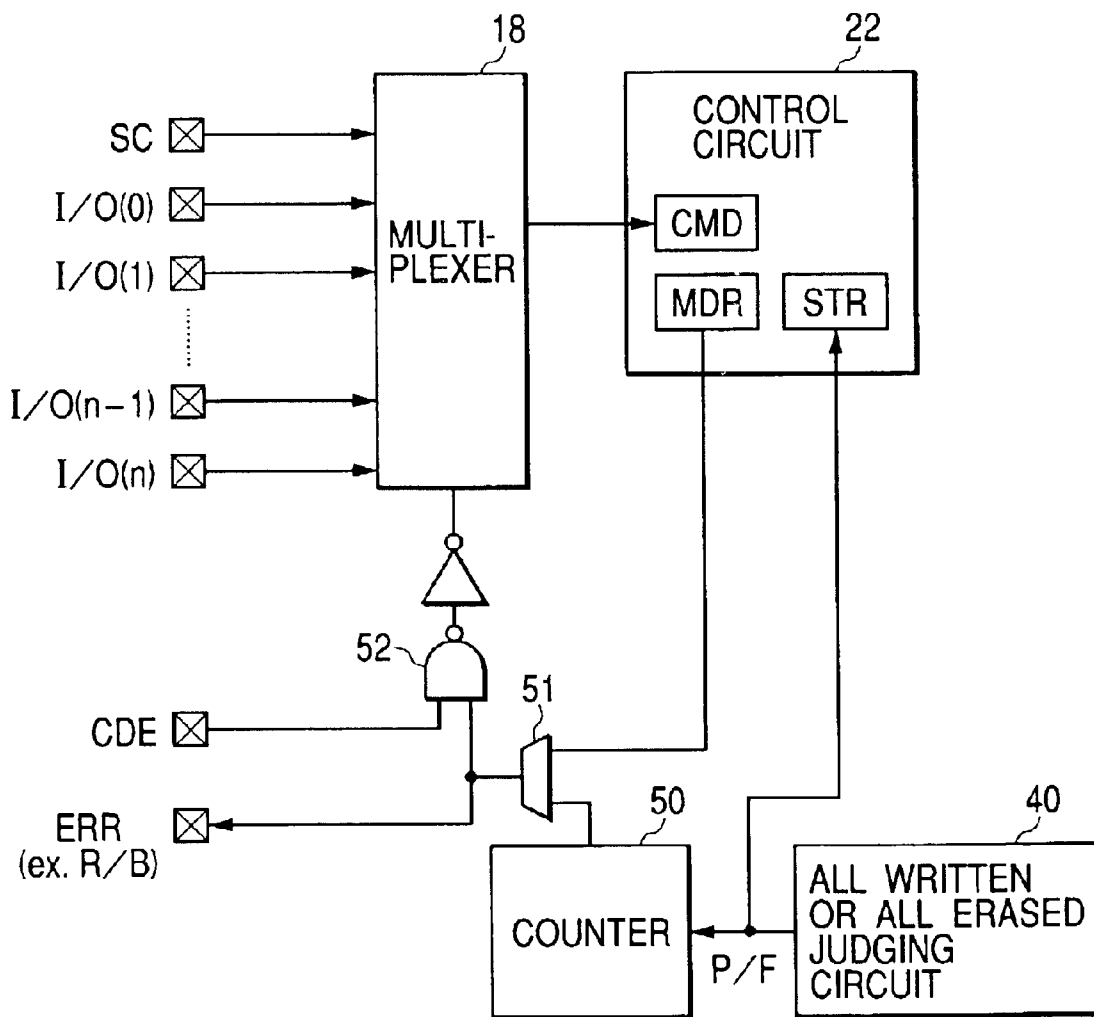 18
22
SC
I/O(0)
I/O(1)
I/O(n-1)
I/O(n)
MULTI-
PLEXER
CONTROL
CIRCUIT
CMD
MDR
STR
52
51
CDE
ERR
(ex. R/B)
50
COUNTER
P/F
40
ALL WRITTEN
OR ALL ERASED
JUDGING
CIRCUIT